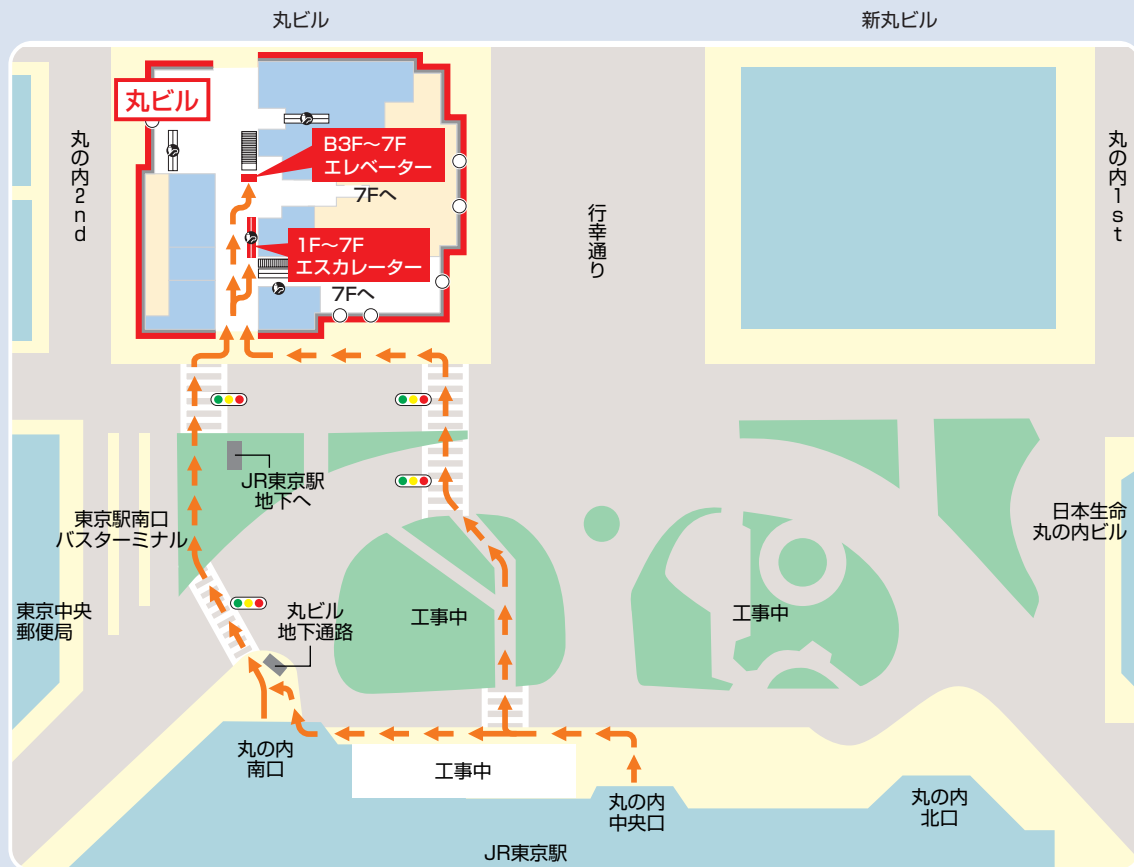 丸ビル
新丸ビル
丸ビル
B3F〜7F
エレベーター
7Fへ
1F〜7F
エスカレーター
7Fへ
丸の内2nd
行幸通り
丸の内1st
JR東京駅
地下へ
東京駅南口
バスターミナル
日本生命
丸の内ビル
東京中央
郵便局
丸ビル
地下通路
工事中
工事中
丸の内
南口
工事中
丸の内
中央口
丸の内
北口
JR東京駅